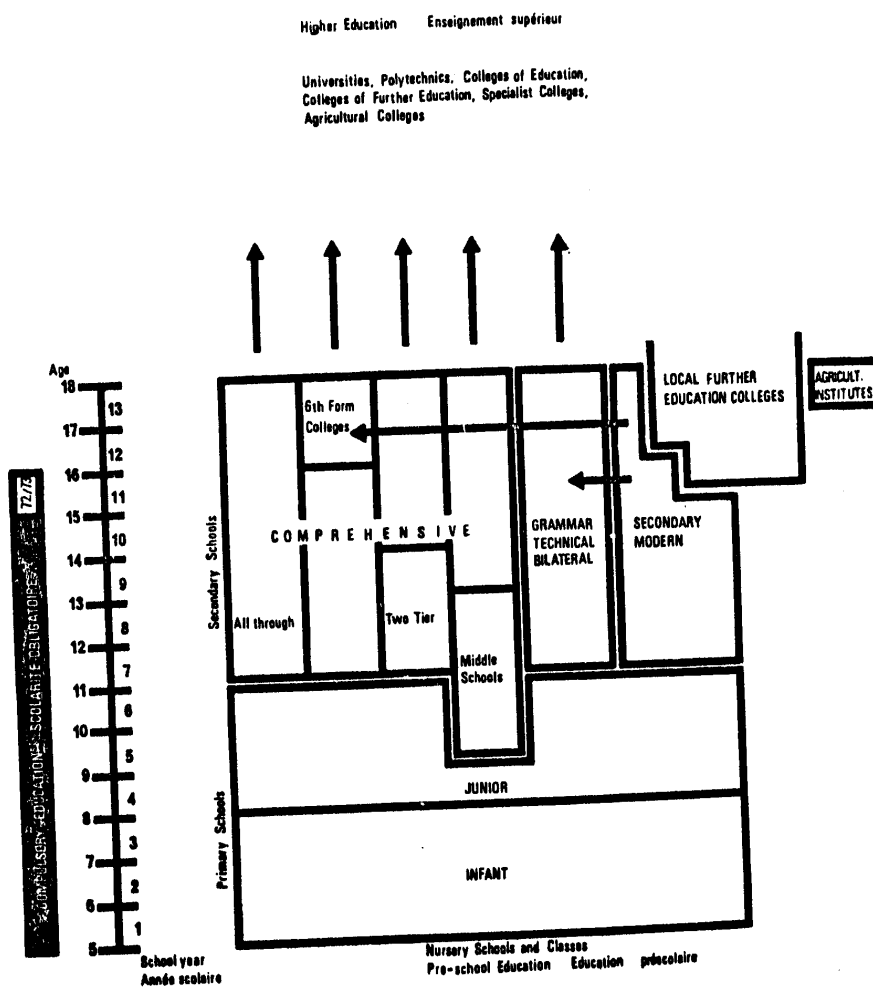 Higher Education Enseignement supérieur
Universities, Polytechnics, Colleges of Education,
Colleges of Further Education, Specialist Colleges,
Agricultural Colleges
Age
18
13
17
12
16
11
15
10
14
9
13
8
12
7
11
6
10
5
9
4
8
3
7
2
6
1
5
72/73
COMPULSORY EDUCATION SCOLARITÉ OBLIGATOIRE
School year
Année scolaire
Secondary Schools
Primary Schools
6th Form
Colleges
COMPREHENSIVE
All through
Two Tier
Middle
Schools
GRAMMAR
TECHNICAL
BILATERAL
SECONDARY
MODERN
LOCAL FURTHER
EDUCATION COLLEGES
AGRICULT.
INSTITUTES
JUNIOR
INFANT
Nursery Schools and Classes
Pre-school Education Education préscolaire